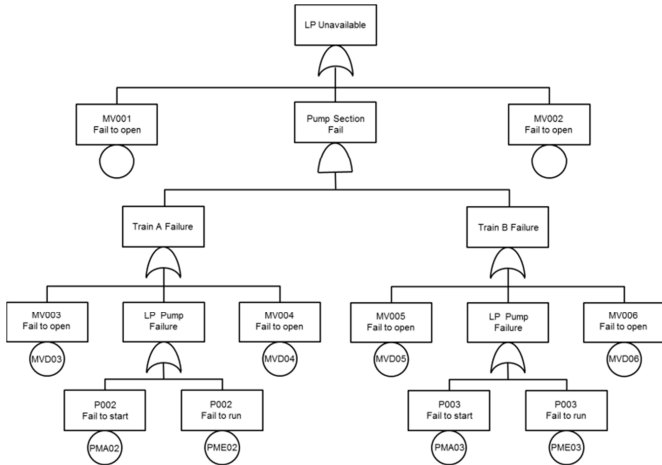 LP Unavailable
MV001
Fail to open
Pump Section
Fail
MV002
Fail to open
Train A Failure
Train B Failure
MV003
Fail to open
LP Pump
Failure
MV004
Fail to open
MV005
Fail to open
LP Pump
Failure
MV006
Fail to open
MVD03
MVD04
MVD05
MVD06
P002
Fail to start
P002
Fail to run
P003
Fail to start
P003
Fail to run
PMA02
PME02
PMA03
PME03